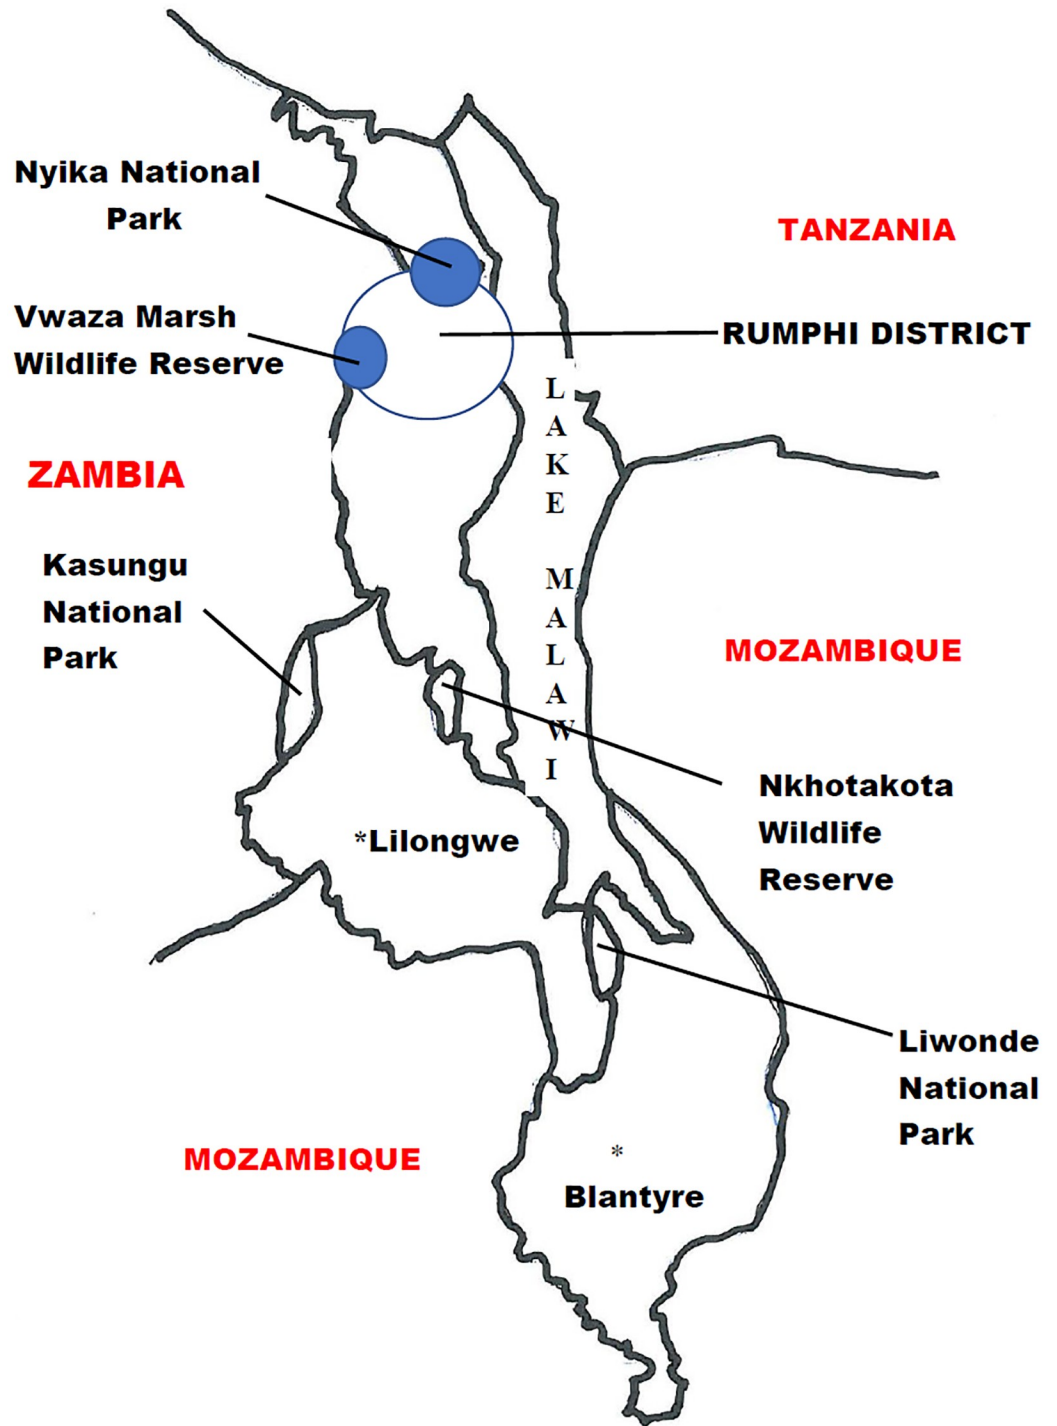 Nyika National
Park
TANZANIA
Vwaza Marsh
Wildlife Reserve
RUMPHI DISTRICT
L
A
K
E
M
A
L
A
W
I
ZAMBIA
Kasungu
National
Park
MOZAMBIQUE
Nkhotakota
Wildlife
Reserve
*Lilongwe
Liwonde
National
Park
MOZAMBIQUE
*
Blantyre